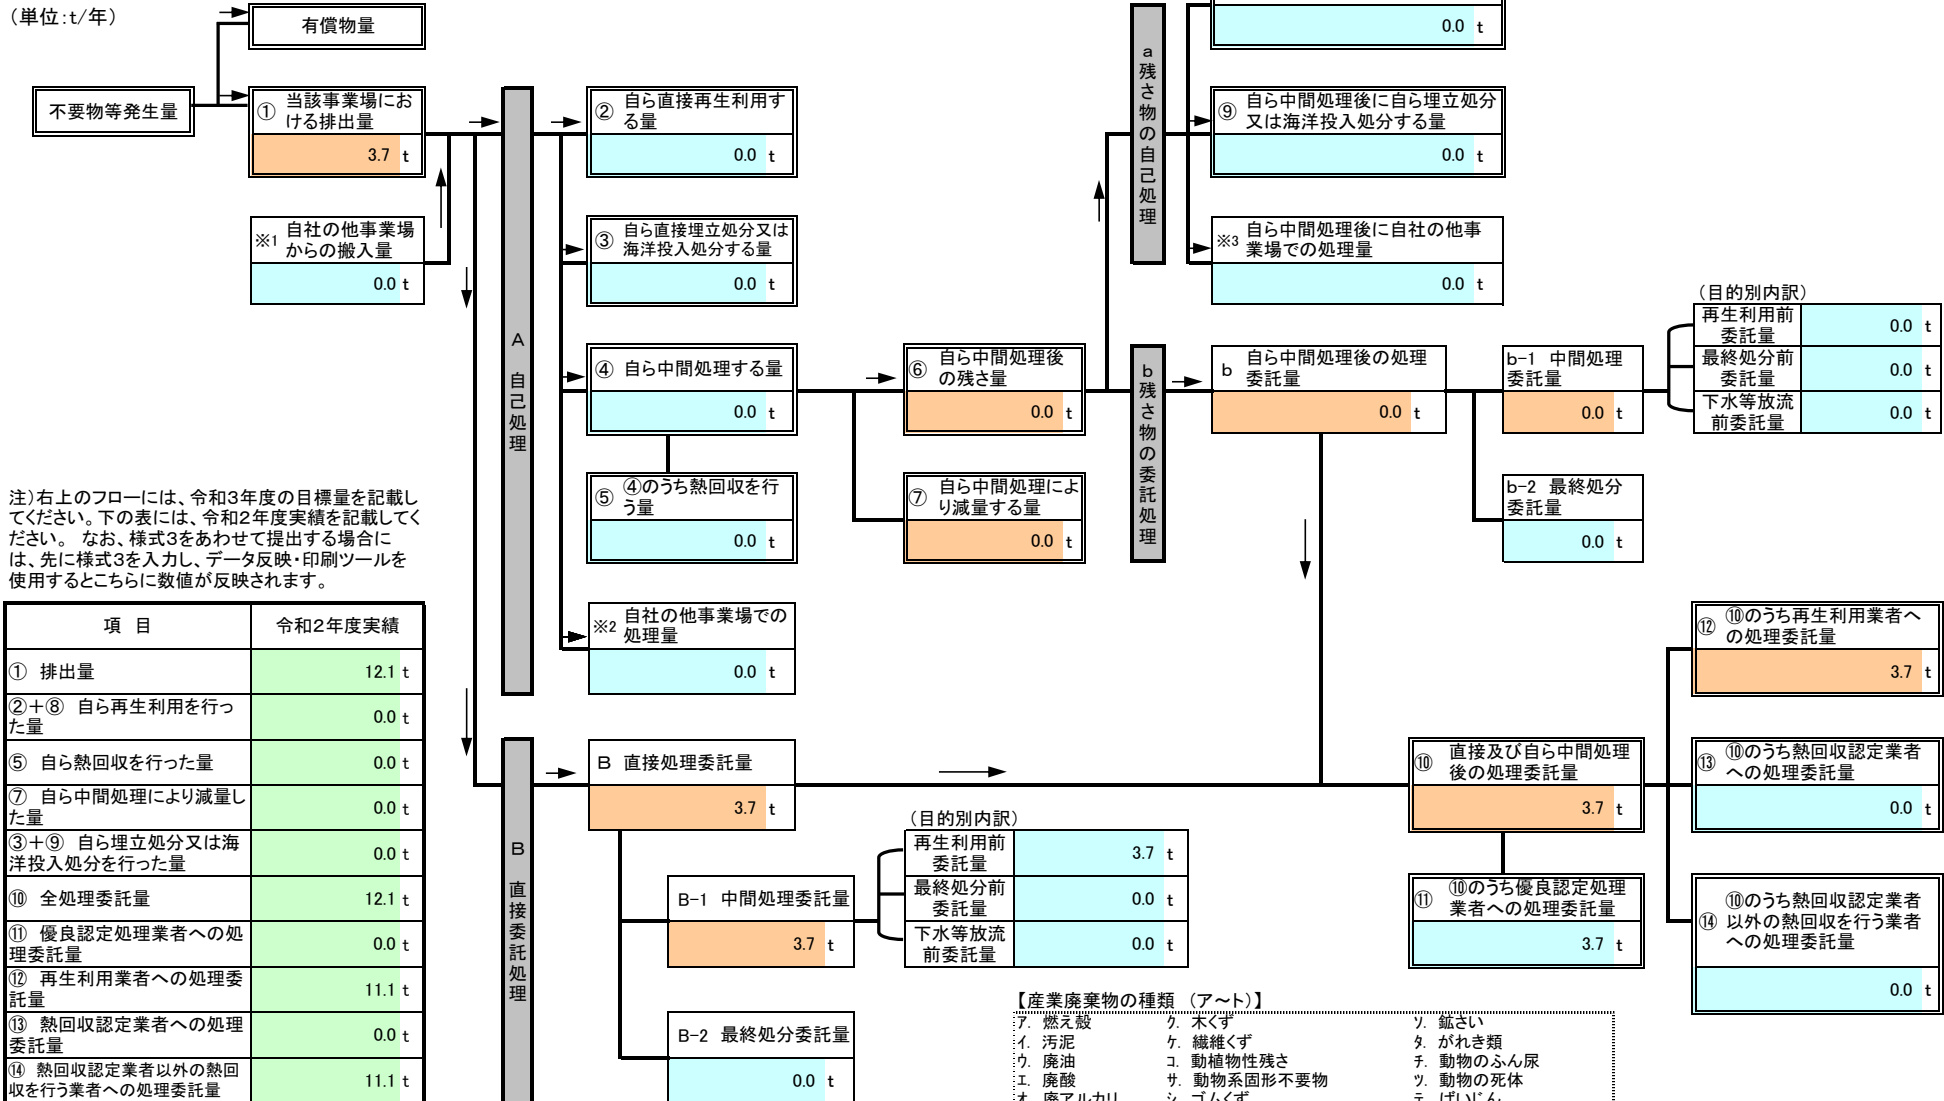 （単位：t/年）
有償物量
不要物等発生量
① 当該事業場にお
ける排出量
3.7 t
※1 自社の他事業場
からの搬入量
0.0 t
A 自己処理
② 自ら直接再生利用す
る量
0.0 t
③ 自ら直接埋立処分又は
海洋投入処分する量
0.0 t
④ 自ら中間処理する量
0.0 t
⑤ ④のうち熱回収を行
う量
0.0 t
※2 自社の他事業場での
処理量
0.0 t
⑥ 自ら中間処理後
の残さ量
0.0 t
⑦ 自ら中間処理によ
り減量する量
0.0 t
a 残さ物の自己処理
0.0 t
⑨ 自ら中間処理後に自ら埋立処分
又は海洋投入処分する量
0.0 t
※3 自ら中間処理後に自社の他事
業場での処理量
0.0 t
b 残さ物の委託処理
b 自ら中間処理後の処理
委託量
0.0 t
b-1 中間処理
委託量
0.0 t
b-2 最終処分
委託量
0.0 t
（目的別内訳）
再生利用前
委託量
0.0 t
最終処分前
委託量
0.0 t
下水等放流
前委託量
0.0 t
注）右上のフローには、令和３年度の目標量を記載し
てください。下の表には、令和２年度実績を記載してく
ださい。 なお、様式３をあわせて提出する場合に
は、先に様式３を入力し、データ反映・印刷ツールを
使用するとこちらに数値が反映されます。
項 目 令和２年度実績
① 排出量 12.1 t
②＋⑧ 自ら再生利用を行っ
た量 0.0 t
⑤ 自ら熱回収を行った量 0.0 t
⑦ 自ら中間処理により減量し
た量 0.0 t
③＋⑨ 自ら埋立処分又は海
洋投入処分を行った量 0.0 t
⑩ 全処理委託量 12.1 t
⑪ 優良認定処理業者への処
理委託量 0.0 t
⑫ 再生利用業者への処理委
託量 11.1 t
⑬ 熱回収認定業者への処理
委託量 0.0 t
⑭ 熱回収認定業者以外の熱回
収を行う業者への処理委託量 11.1 t
B 直接委託処理
B 直接処理委託量
3.7 t
B-1 中間処理委託量
3.7 t
B-2 最終処分委託量
0.0 t
（目的別内訳）
再生利用前
委託量
3.7 t
最終処分前
委託量
0.0 t
下水等放流
前委託量
0.0 t
⑩ 直接及び自ら中間処理
後の処理委託量
3.7 t
⑪ ⑩のうち優良認定処理
業者への処理委託量
3.7 t
⑫ ⑩のうち再生利用業者へ
の処理委託量
3.7 t
⑬ ⑩のうち熱回収認定業者
への処理委託量
0.0 t
⑭ ⑩のうち熱回収認定業者
以外の熱回収を行う業者
への処理委託量
0.0 t
【産業廃棄物の種類 （ア～ト）】
ア. 燃え殻 ク. 木くず ソ. 鉱さい
イ. 汚泥 ケ. 繊維くず タ. がれき類
ウ. 廃油 コ. 動植物性残さ チ. 動物のふん尿
エ. 廃酸 サ. 動物系固形不要物 ツ. 動物の死体
オ. 廃アルカリ シ. ゴムくず テ. ばいじん